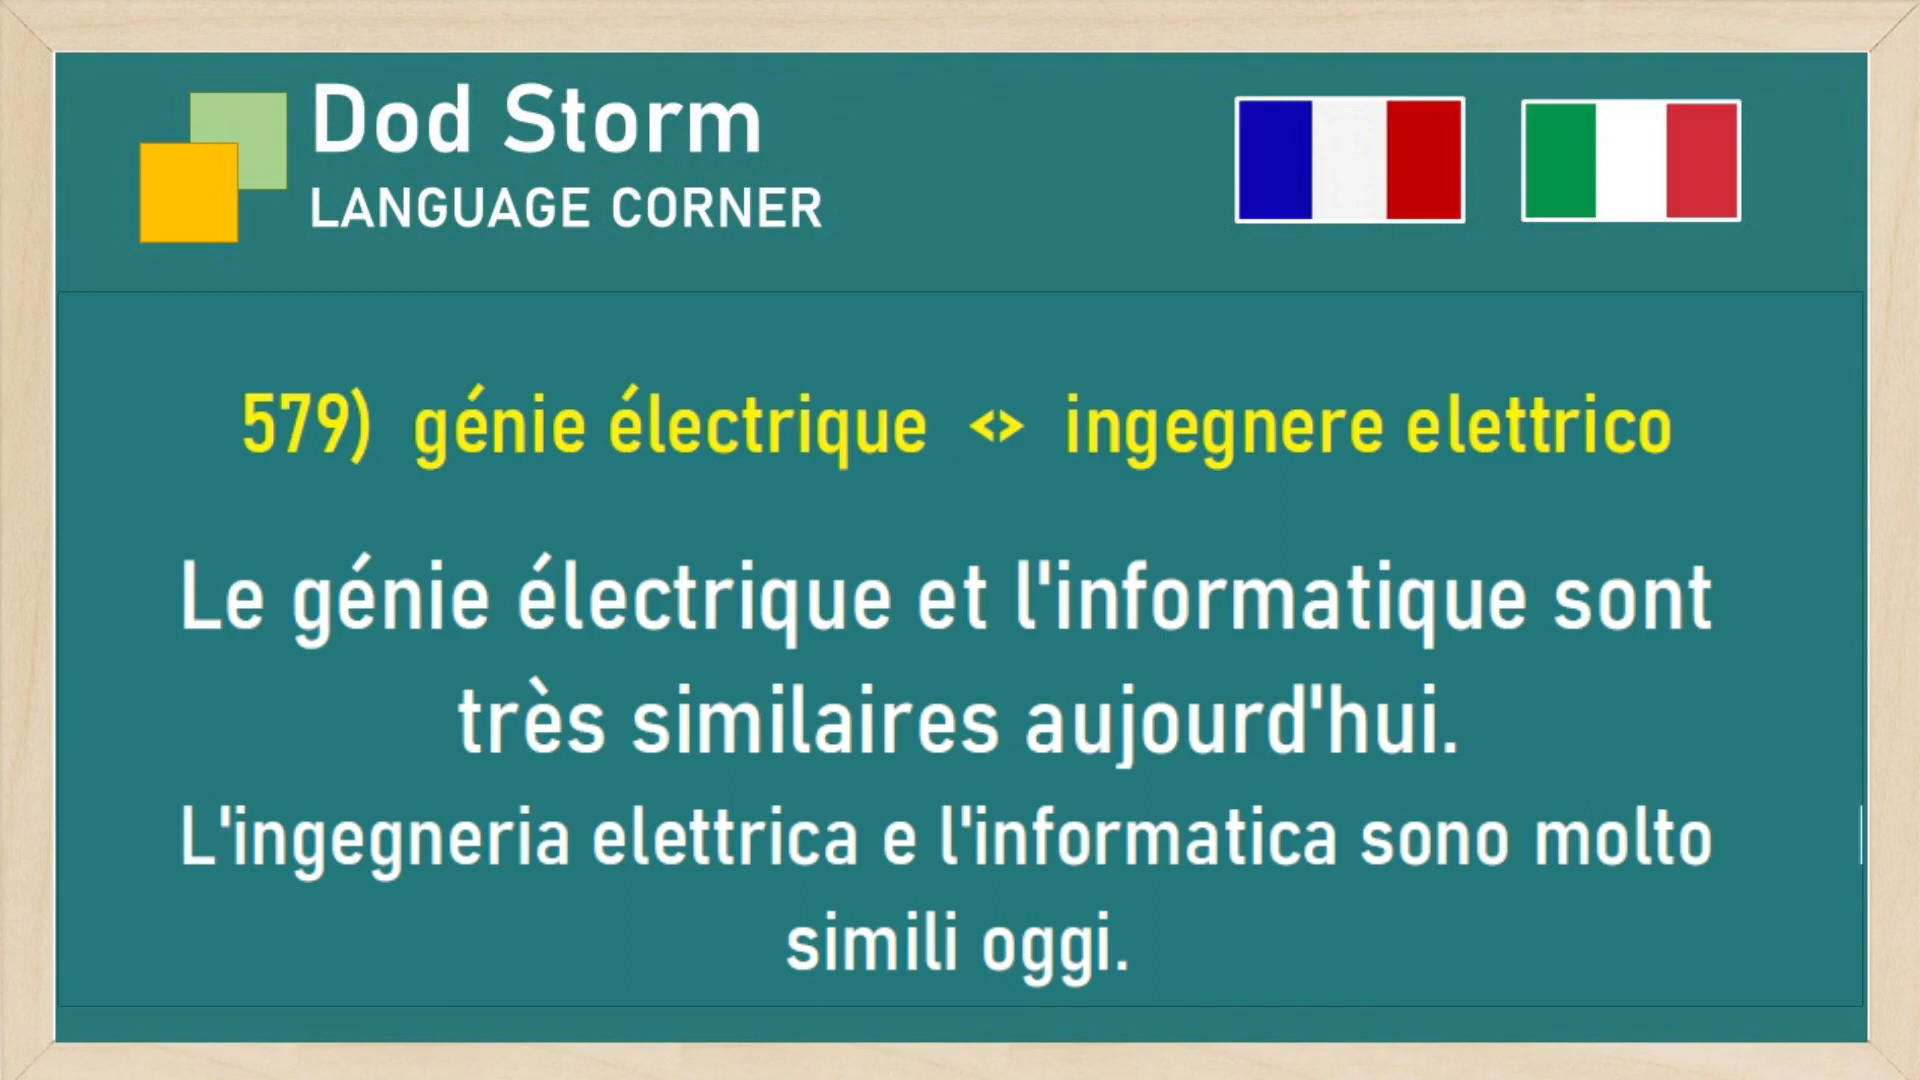 Dod Storm
LANGUAGE CORNER
579) génie électrique <> ingegnere elettrico
Le génie électrique et l'informatique sont
très similaires aujourd'hui.
L'ingegneria elettrica e l'informatica sono molto
simili oggi.